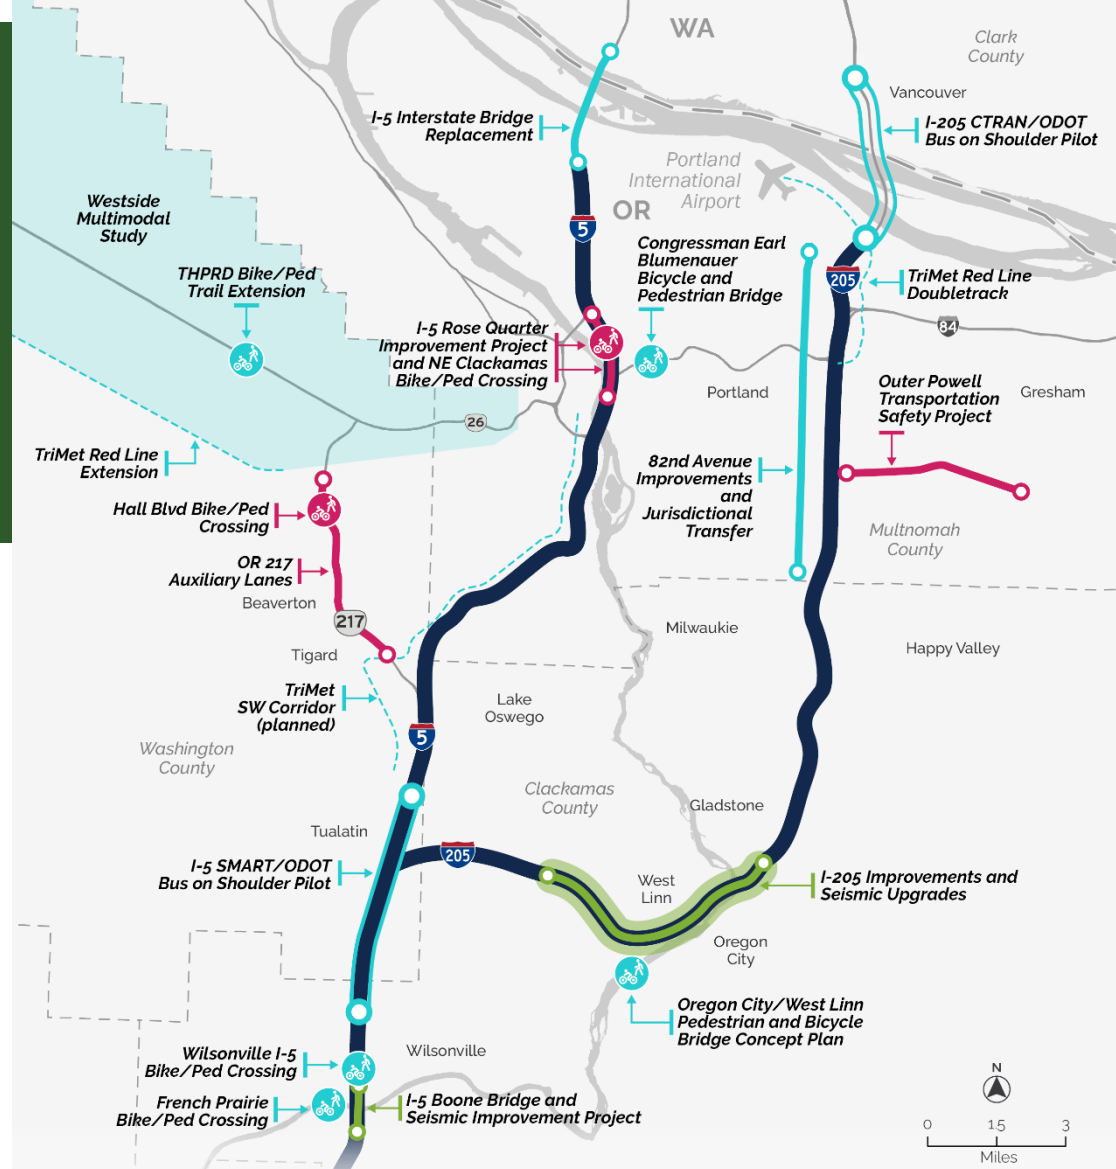 WA
Clark
County
Vancouver
I-5 Interstate Bridge
Replacement
I-205 CTRAN/ODOT
Bus on Shoulder Pilot
Portland
International
Airport
OR
Westside
Multimodal
Study
5
Congressman Earl
Blumenauer
Bicycle and
Pedestrian Bridge
THPRD Bike/Ped
Trail Extension
205
TriMet Red Line
Doubletrack
I-5 Rose Quarter
Improvement Project
and NE Clackamas
Bike/Ped Crossing
84
Portland
Outer Powell
Transportation
Safety Project
Gresham
26
TriMet Red Line
Extension
82nd Avenue
Improvements
and
Jurisdictional
Transfer
Hall Blvd Bike/Ped
Crossing
Multnomah
County
OR 217
Auxiliary Lanes
Beaverton
217
Milwaukie
Tigard
Happy Valley
TriMet
SW Corridor
(planned)
Lake
Oswego
5
Washington
County
Clackamas
County
Gladstone
Tualatin
205
I-5 SMART/ODOT
Bus on Shoulder Pilot
West
Linn
I-205 Improvements and
Seismic Upgrades
Oregon
City
Oregon City/West Linn
Pedestrian and Bicycle
Bridge Concept Plan
Wilsonville I-5
Bike/Ped Crossing
Wilsonville
French Prairie
Bike/Ped Crossing
I-5 Boone Bridge and
Seismic Improvement Project
N
0 1.5 3
Miles